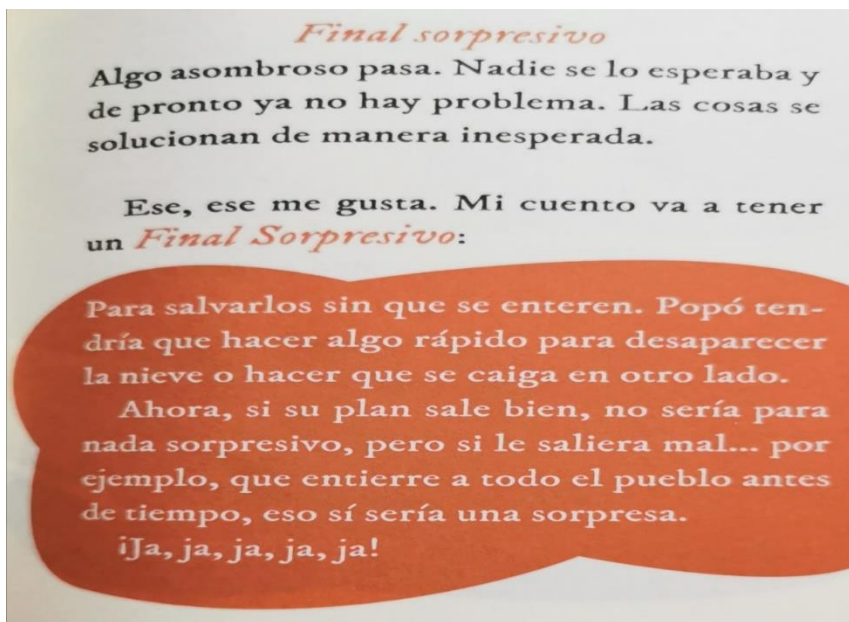 Final sorpresivo
Algo asombroso pasa. Nadie se lo esperaba y
de pronto ya no hay problema. Las cosas se
solucionan de manera inesperada.
Ese, ese me gusta. Mi cuento va a tener
un Final Sorpresivo:
Para salvarlos sin que se enteren. Popó ten-
dría que hacer algo rápido para desaparecer
la nieve o hacer que se caiga en otro lado.
Ahora, si su plan sale bien, no sería para
nada sorpresivo, pero si le saliera mal... por
ejemplo, que entierre a todo el pueblo antes
de tiempo, eso sí sería una sorpresa.
¡Ja, ja, ja, ja, ja!